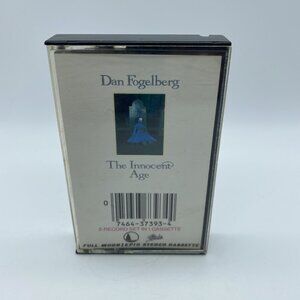 Dan Fogelberg
The Innocent
Age
0
7464-37393-4
2-RECORD SET IN 1 CASSETTE
FULL MOON/EPIC STEREO CASSETTE